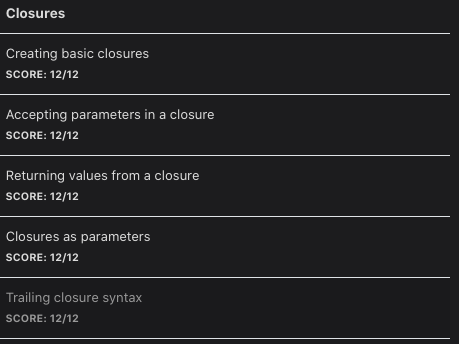 Closures
Creating basic closures
SCORE: 12/12
Accepting parameters in a closure
SCORE: 12/12
Returning values from a closure
SCORE: 12/12
Closures as parameters
SCORE: 12/12
Trailing closure syntax
SCORE: 12/12